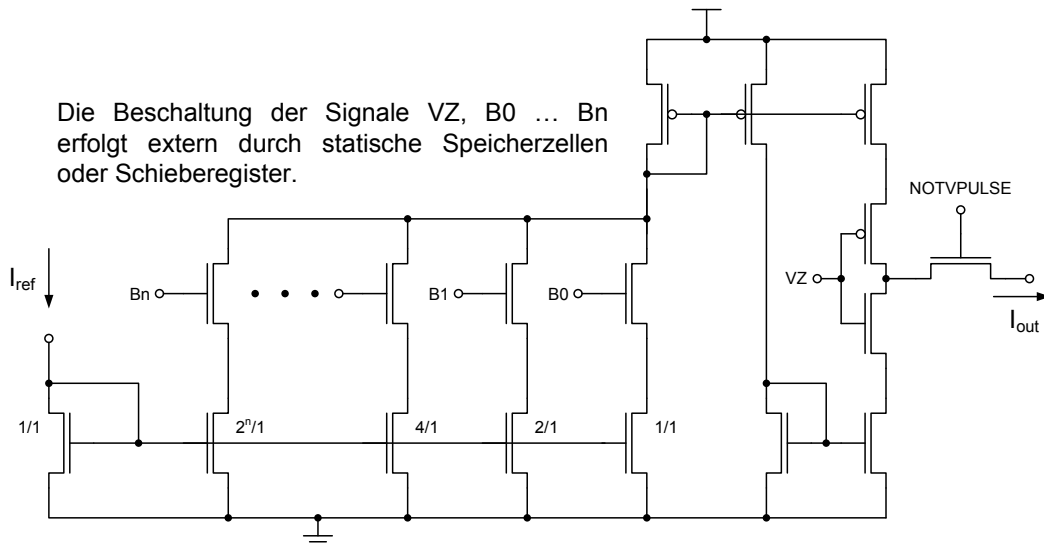 Die Beschaltung der Signale VZ, B0 … Bn
erfolgt extern durch statische Speicherzellen
oder Schieberegister.
NOTVPULSE
Iref
Bn
B1
B0
VZ
Iout
1/1
2ⁿ/1
4/1
2/1
1/1